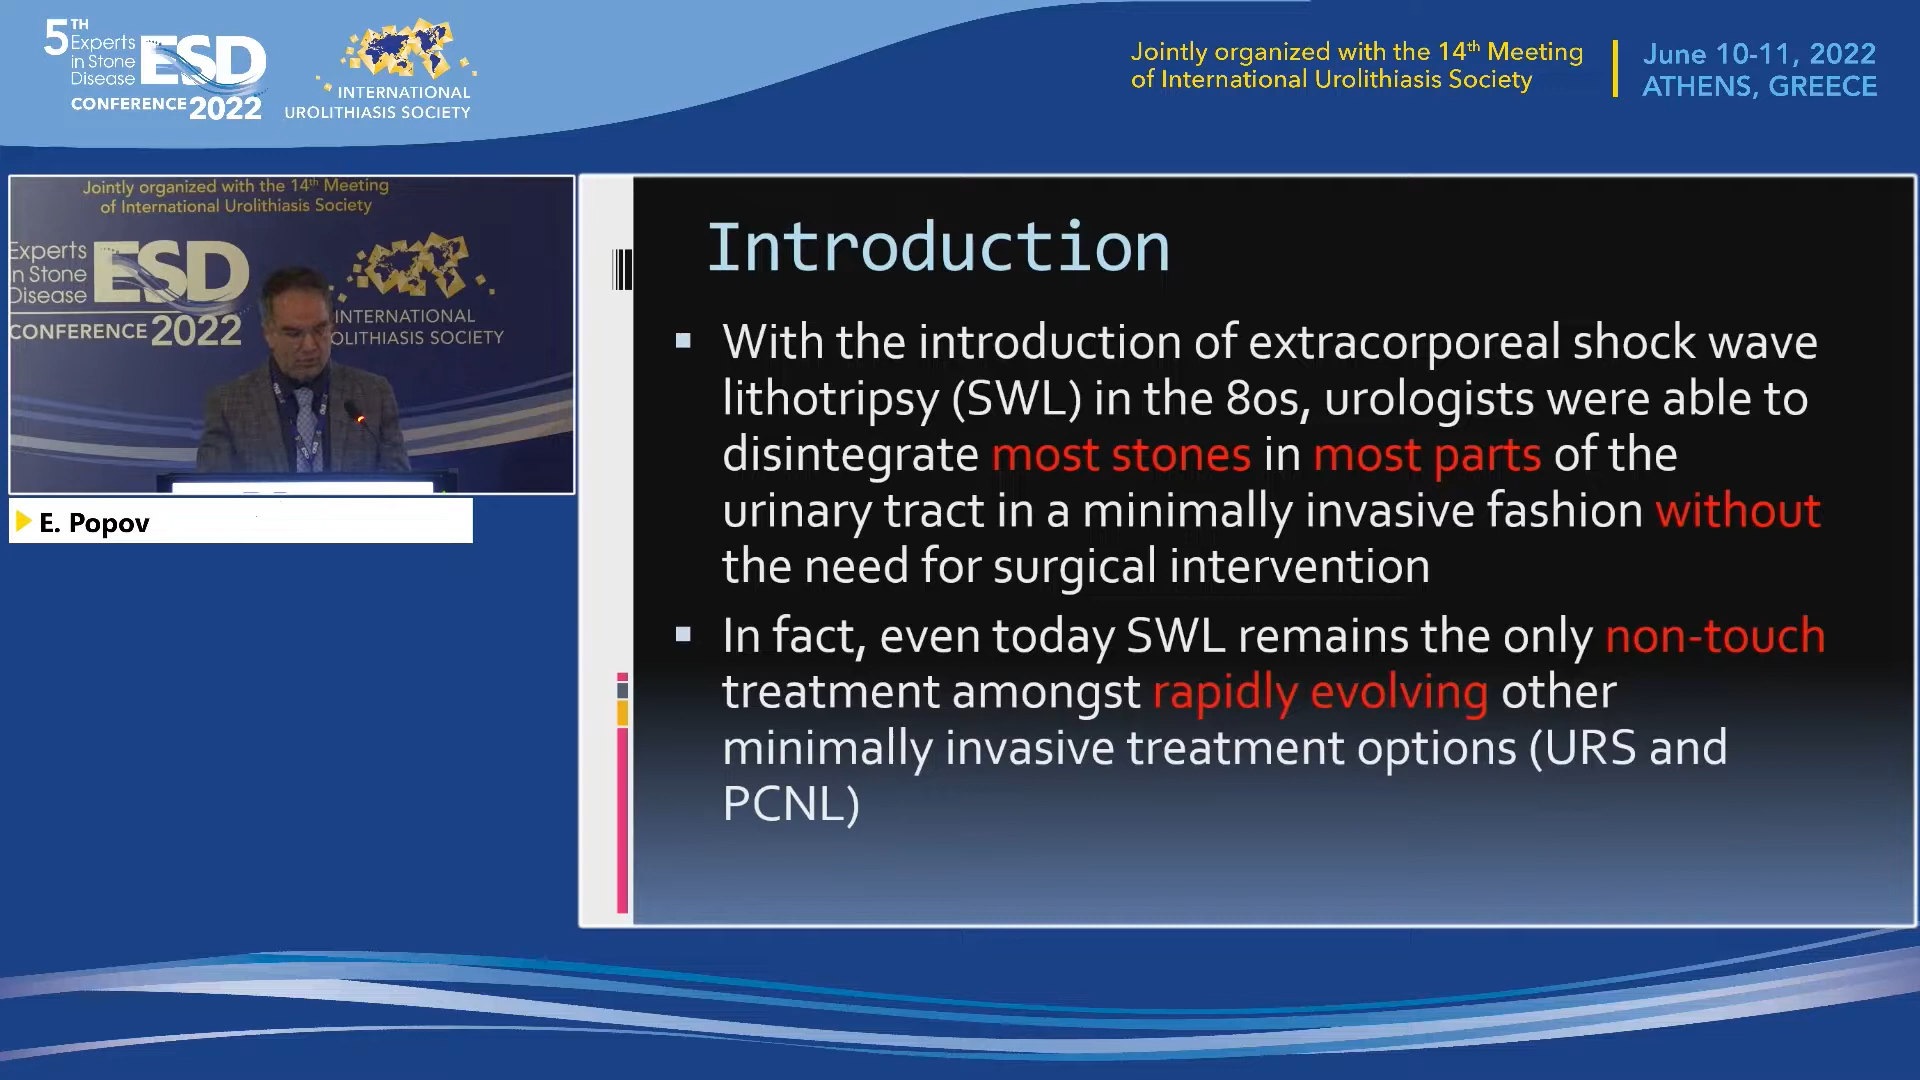 5TH
Experts
in Stone
Disease
ESD
CONFERENCE 2022
INTERNATIONAL
UROLITHIASIS SOCIETY
Jointly organized with the 14th Meeting
of International Urolithiasis Society
June 10-11, 2022
ATHENS, GREECE
Jointly organized with the 14th Meeting
of International Urolithiasis Society
Experts
in Stone
Disease
ESD
CONFERENCE 2022
INTERNATIONAL
OLITHIASIS SOCIETY
E. Popov
Introduction
▪ With the introduction of extracorporeal shock wave
lithotripsy (SWL) in the 80s, urologists were able to
disintegrate most stones in most parts of the
urinary tract in a minimally invasive fashion without
the need for surgical intervention
▪ In fact, even today SWL remains the only non-touch
treatment amongst rapidly evolving other
minimally invasive treatment options (URS and
PCNL)